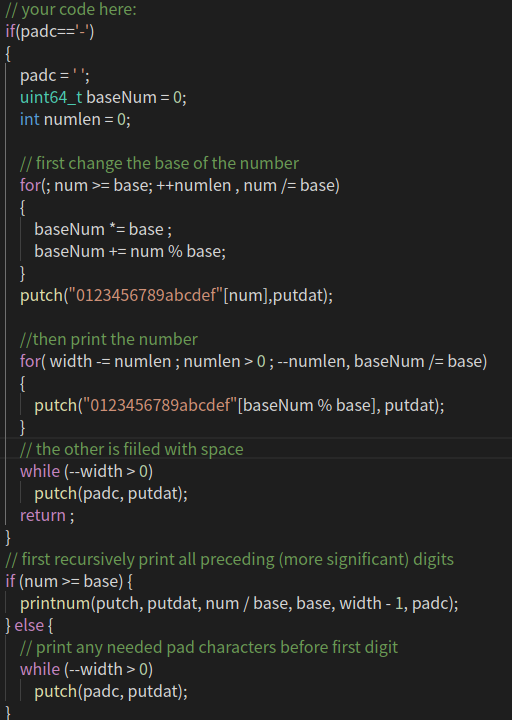 // your code here:
if(padc=='-')
{
padc = ' ';
uint64_t baseNum = 0;
int numlen = 0;
// first change the base of the number
for(; num >= base; ++numlen , num /= base)
{
baseNum *= base ;
baseNum += num % base;
}
putch("0123456789abcdef"[num],putdat);
//then print the number
for( width -= numlen ; numlen > 0 ; --numlen, baseNum /= base)
{
putch("0123456789abcdef"[baseNum % base], putdat);
}
// the other is fiiled with space
while (--width > 0)
putch(padc, putdat);
return ;
}
// first recursively print all preceding (more significant) digits
if (num >= base) {
printnum(putch, putdat, num / base, base, width - 1, padc);
} else {
// print any needed pad characters before first digit
while (--width > 0)
putch(padc, putdat);
}